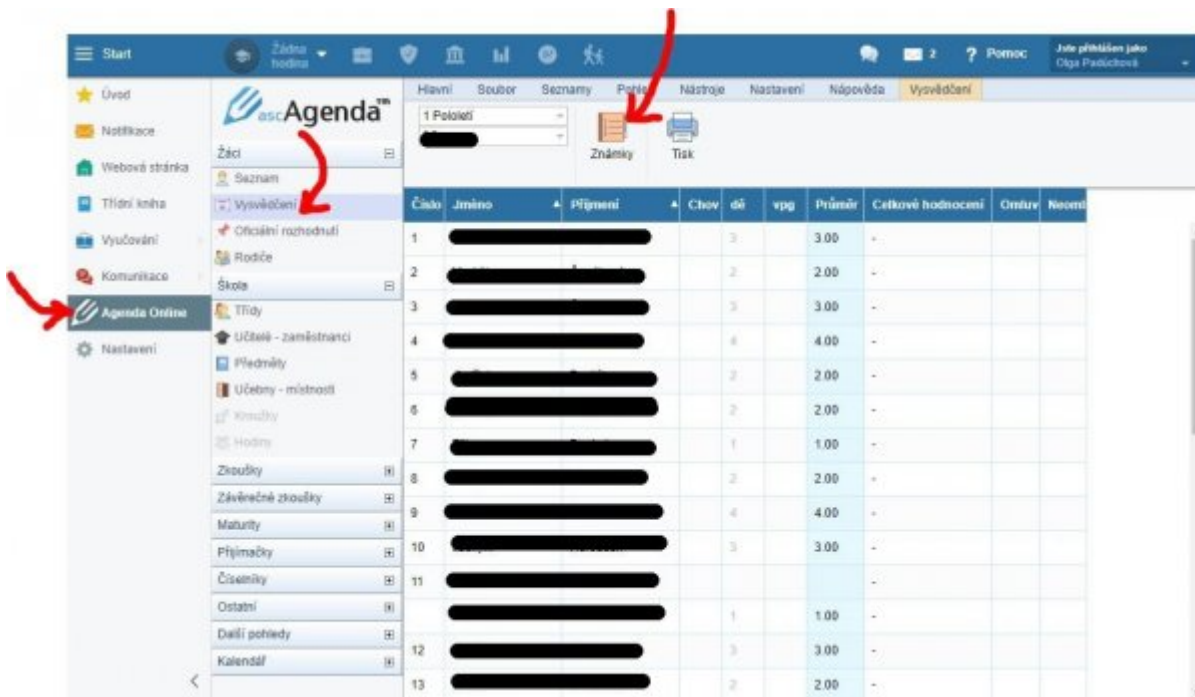 Start
Žádná hodina
2
? Pomoc
Jste přihlášen jako
Olga Padúchová
Úvod
Notifikace
Webová stránka
Třídní kniha
Vyučování
Komunikace
Agenda Online
Nastavení
ascAgenda™
Žáci
Seznam
Vysvědčení
Oficiální rozhodnutí
Rodiče
Škola
Třídy
Učitelé - zaměstnanci
Předměty
Učebny - místnosti
Kroužky
Hodiny
Zkoušky
Závěrečné zkoušky
Maturity
Přijímačky
Číselníky
Ostatní
Další pohledy
Kalendář
Hlavní Soubor Seznamy Nástroje Nastavení Nápověda Vysvědčení
1 Pololetí
Známky Tisk
Číslo Jméno Příjmení Chov dě vpg Průměr Celkové hodnocení Omluv Neoml
1 3 3.00 -
2 2 2.00 -
3 3 3.00 -
4 4 4.00 -
5 2 2.00 -
6 2 2.00 -
7 1 1.00 -
8 2 2.00 -
9 4 4.00 -
10 3 3.00 -
11 -
1 1.00 -
12 3 3.00 -
13 2 2.00 -